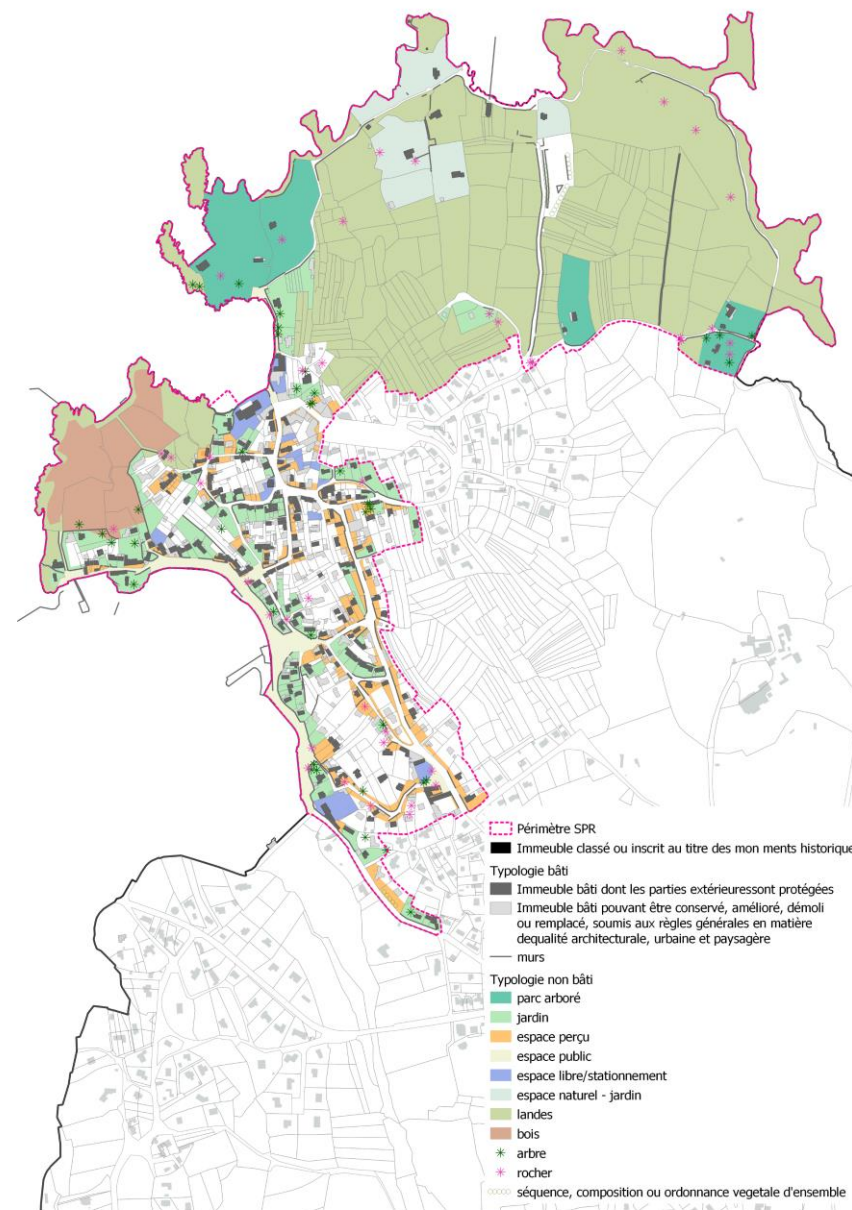 Périmètre SPR
Immeuble classé ou inscrit au titre des mon ments historique
Typologie bâti
Immeuble bâti dont les parties extérieuressont protégées
Immeuble bâti pouvant être conservé, amélioré, démoli
ou remplacé, soumis aux règles générales en matière
dequalité architecturale, urbaine et paysagère
murs
Typologie non bâti
parc arboré
jardin
espace perçu
espace public
espace libre/stationnement
espace naturel - jardin
landes
bois
arbre
rocher
séquence, composition ou ordonnance vegetale d'ensemble